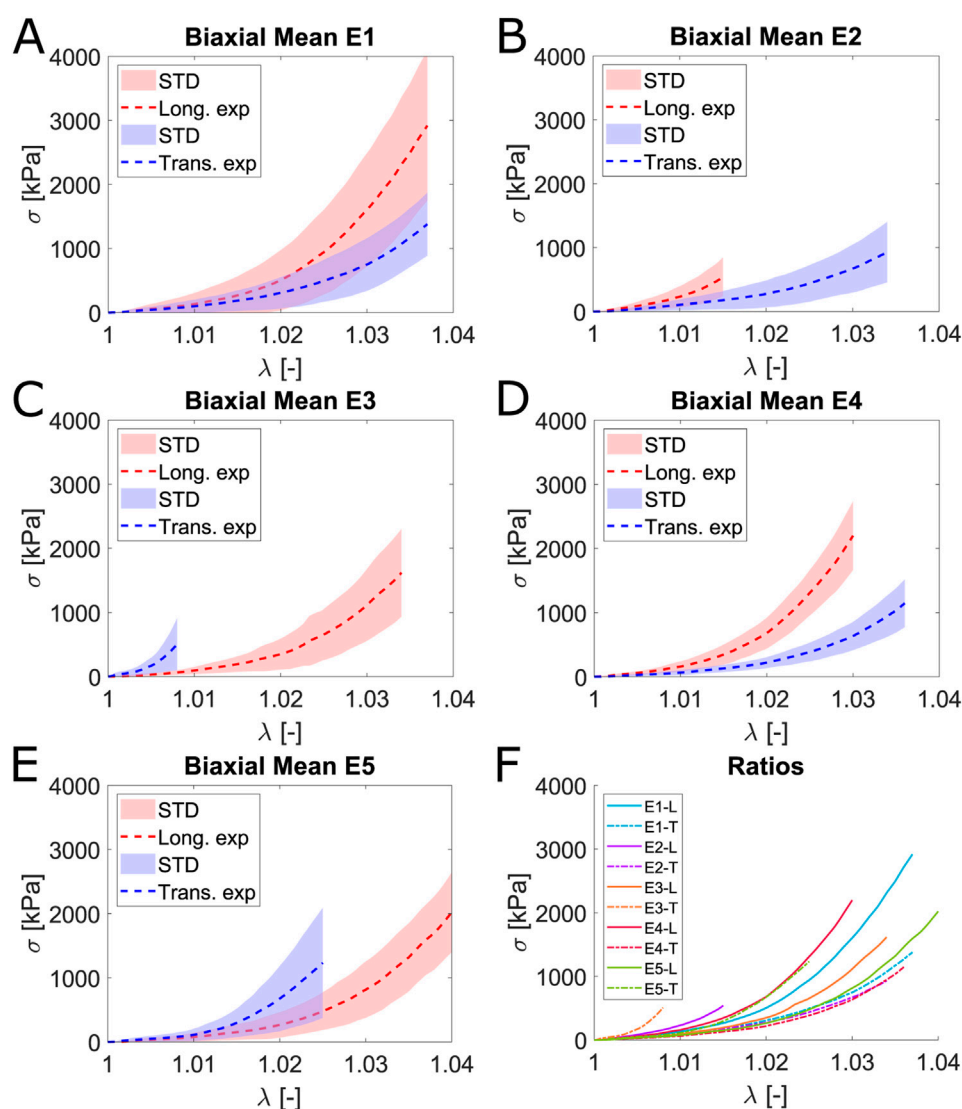 A
Biaxial Mean E1
4000
3000
2000
1000
0
σ [kPa]
STD
Long. exp
STD
Trans. exp
1 1.01 1.02 1.03 1.04
λ [-]
B
Biaxial Mean E2
4000
3000
2000
1000
0
σ [kPa]
STD
Long. exp
STD
Trans. exp
1 1.01 1.02 1.03 1.04
λ [-]
C
Biaxial Mean E3
4000
3000
2000
1000
0
σ [kPa]
STD
Long. exp
STD
Trans. exp
1 1.01 1.02 1.03 1.04
λ [-]
D
Biaxial Mean E4
4000
3000
2000
1000
0
σ [kPa]
STD
Long. exp
STD
Trans. exp
1 1.01 1.02 1.03 1.04
λ [-]
E
Biaxial Mean E5
4000
3000
2000
1000
0
σ [kPa]
STD
Long. exp
STD
Trans. exp
1 1.01 1.02 1.03 1.04
λ [-]
F
Ratios
4000
3000
2000
1000
0
σ [kPa]
E1-L
E1-T
E2-L
E2-T
E3-L
E3-T
E4-L
E4-T
E5-L
E5-T
1 1.01 1.02 1.03 1.04
λ [-]